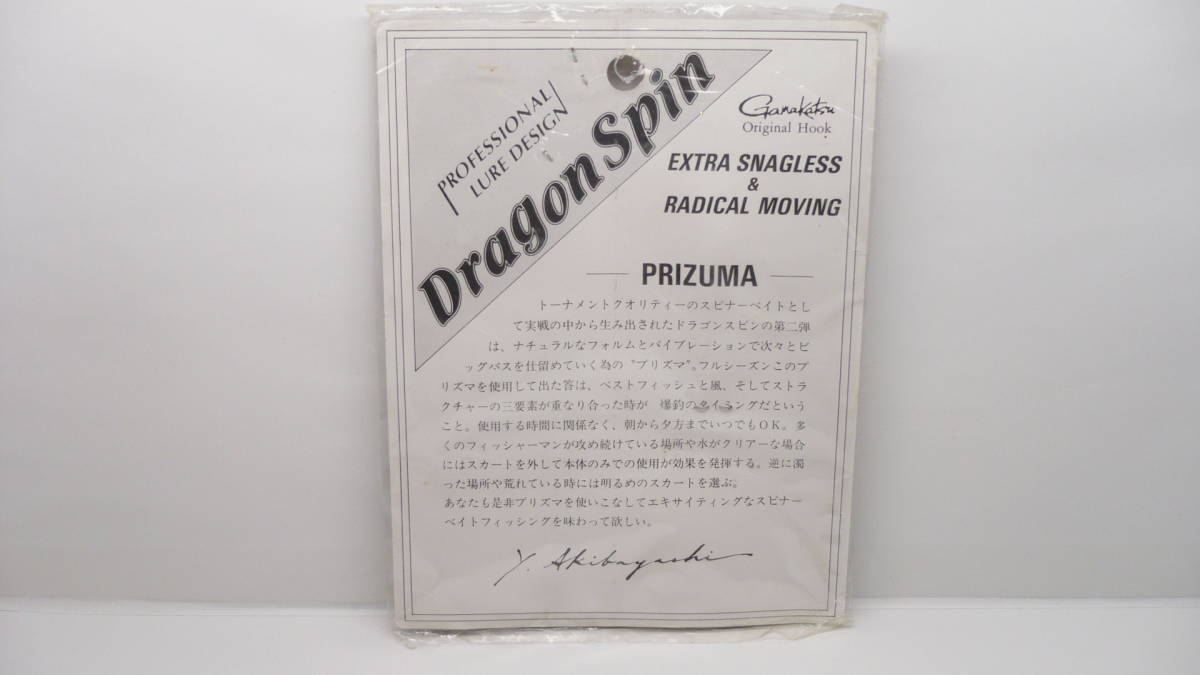 PROFESSIONAL
LURE DESIGN
Dragon Spin
Gamakatsu
Original Hook
EXTRA SNAGLESS
&
RADICAL MOVING
PRIZUMA
トーナメントクオリティーのスピナーベイトとし
て実戦の中から生み出されたドラゴンスピンの第二弾
は、ナチュラルなフォルムとバイブレーションで次々とビ
ッグバスを仕留めていく為の〝プリズマ〟。フルシーズンこのプ
リズマを使用して出た答は、ベストフィッシュと風、そしてストラ
クチャーの三要素が重なり合った時が 爆釣のタイミングだという
こと。使用する時間に関係なく、朝から夕方までいつでもOK。多
くのフィッシャーマンが攻め続けている場所や水がクリアーな場合
にはスカートを外して本体のみでの使用が効果を発揮する。逆に濁
った場所や荒れている時には明るめのスカートを選ぶ。
あなたも是非プリズマを使いこなしてエキサイティングなスピナー
ベイトフィッシングを味わって欲しい。
Y. Akibayashi